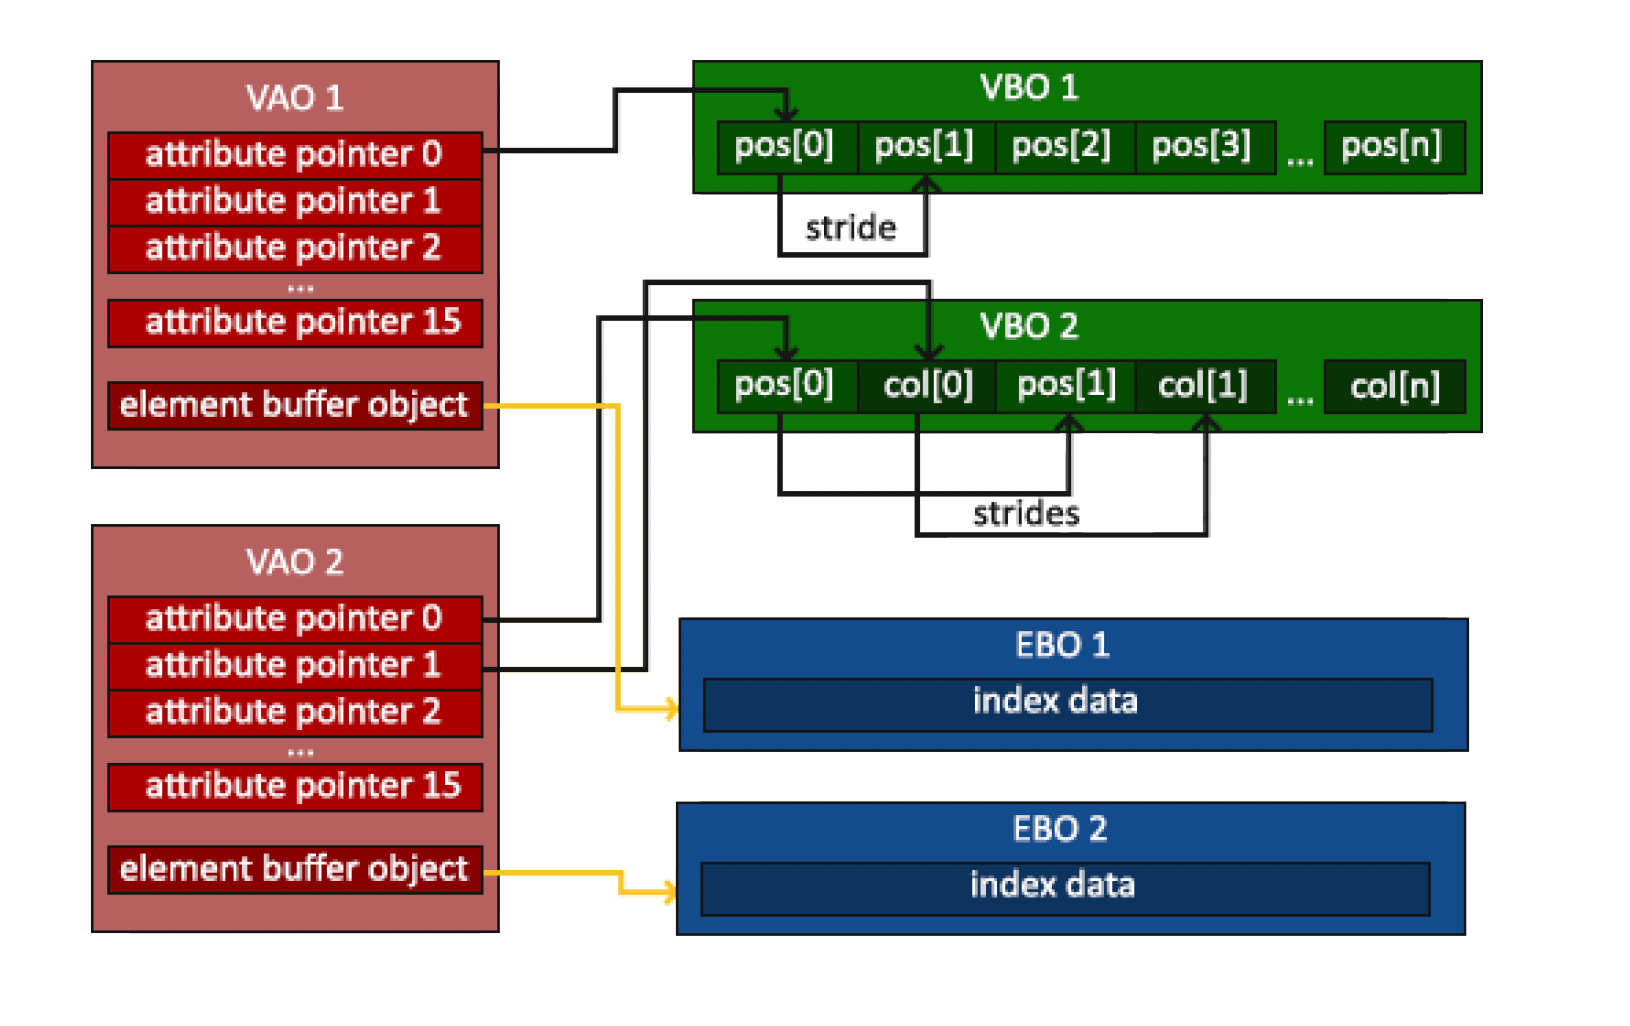 VAO 1
attribute pointer 0
attribute pointer 1
attribute pointer 2
...
attribute pointer 15
element buffer object
VBO 1
pos[0] pos[1] pos[2] pos[3] ... pos[n]
stride
VBO 2
pos[0] col[0] pos[1] col[1] ... col[n]
strides
VAO 2
attribute pointer 0
attribute pointer 1
attribute pointer 2
...
attribute pointer 15
element buffer object
EBO 1
index data
EBO 2
index data